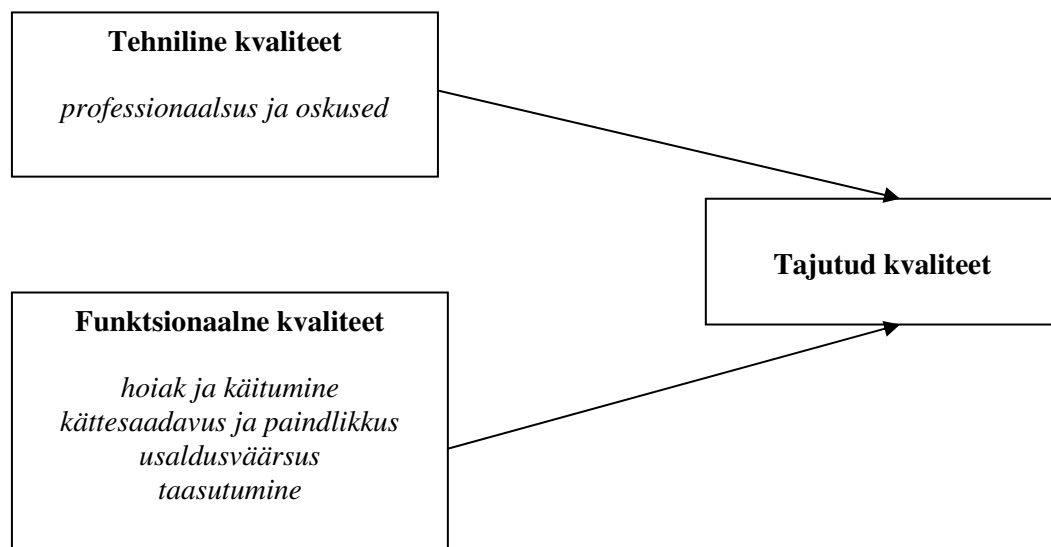 Tehniline kvaliteet
professionaalsus ja oskused
Tajutud kvaliteet
Funktsionaalne kvaliteet
hoiak ja käitumine
kättesaadavus ja paindlikkus
usaldusväärsus
taasutumine